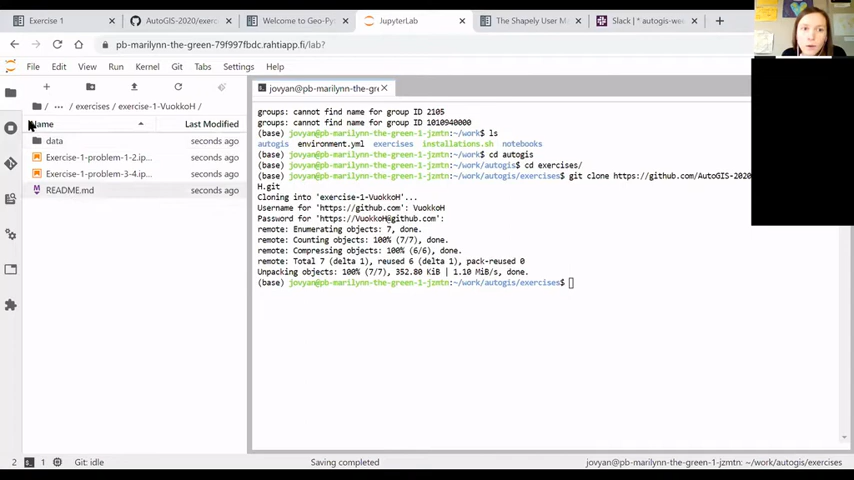 Exercise 1
AutoGIS-2020/exerc
Welcome to Geo-Py
JupyterLab
The Shapely User M
Slack | * autogis-we
pb-marilynn-the-green-79f997fbdc.rahtiapp.fi/lab?
File Edit View Run Kernel Git Tabs Settings Help
jovyan@pb-marilynn-the-gre
/ ··· / exercises / exercise-1-VuokkoH /
Name
Last Modified
data seconds ago
Exercise-1-problem-1-2.ip... seconds ago
Exercise-1-problem-3-4.ip... seconds ago
README.md seconds ago
groups: cannot find name for group ID 2105
groups: cannot find name for group ID 1010940000
(base) jovyan@pb-marilynn-the-green-1-jzmtn:~/work$ ls
autogis environment.yml exercises installations.sh notebooks
(base) jovyan@pb-marilynn-the-green-1-jzmtn:~/work$ cd autogis
(base) jovyan@pb-marilynn-the-green-1-jzmtn:~/work/autogis$ cd exercises/
(base) jovyan@pb-marilynn-the-green-1-jzmtn:~/work/autogis/exercises$ git clone https://github.com/AutoGIS-2020
H.git
Cloning into 'exercise-1-VuokkoH'...
Username for 'https://github.com': VuokkoH
Password for 'https://VuokkoH@github.com':
remote: Enumerating objects: 7, done.
remote: Counting objects: 100% (7/7), done.
remote: Compressing objects: 100% (6/6), done.
remote: Total 7 (delta 1), reused 6 (delta 1), pack-reused 0
Unpacking objects: 100% (7/7), 352.80 KiB | 1.10 MiB/s, done.
(base) jovyan@pb-marilynn-the-green-1-jzmtn:~/work/autogis/exercises$
2 1 Git: idle
Saving completed
jovyan@pb-marilynn-the-green-1-jzmtn: ~/work/autogis/exercises